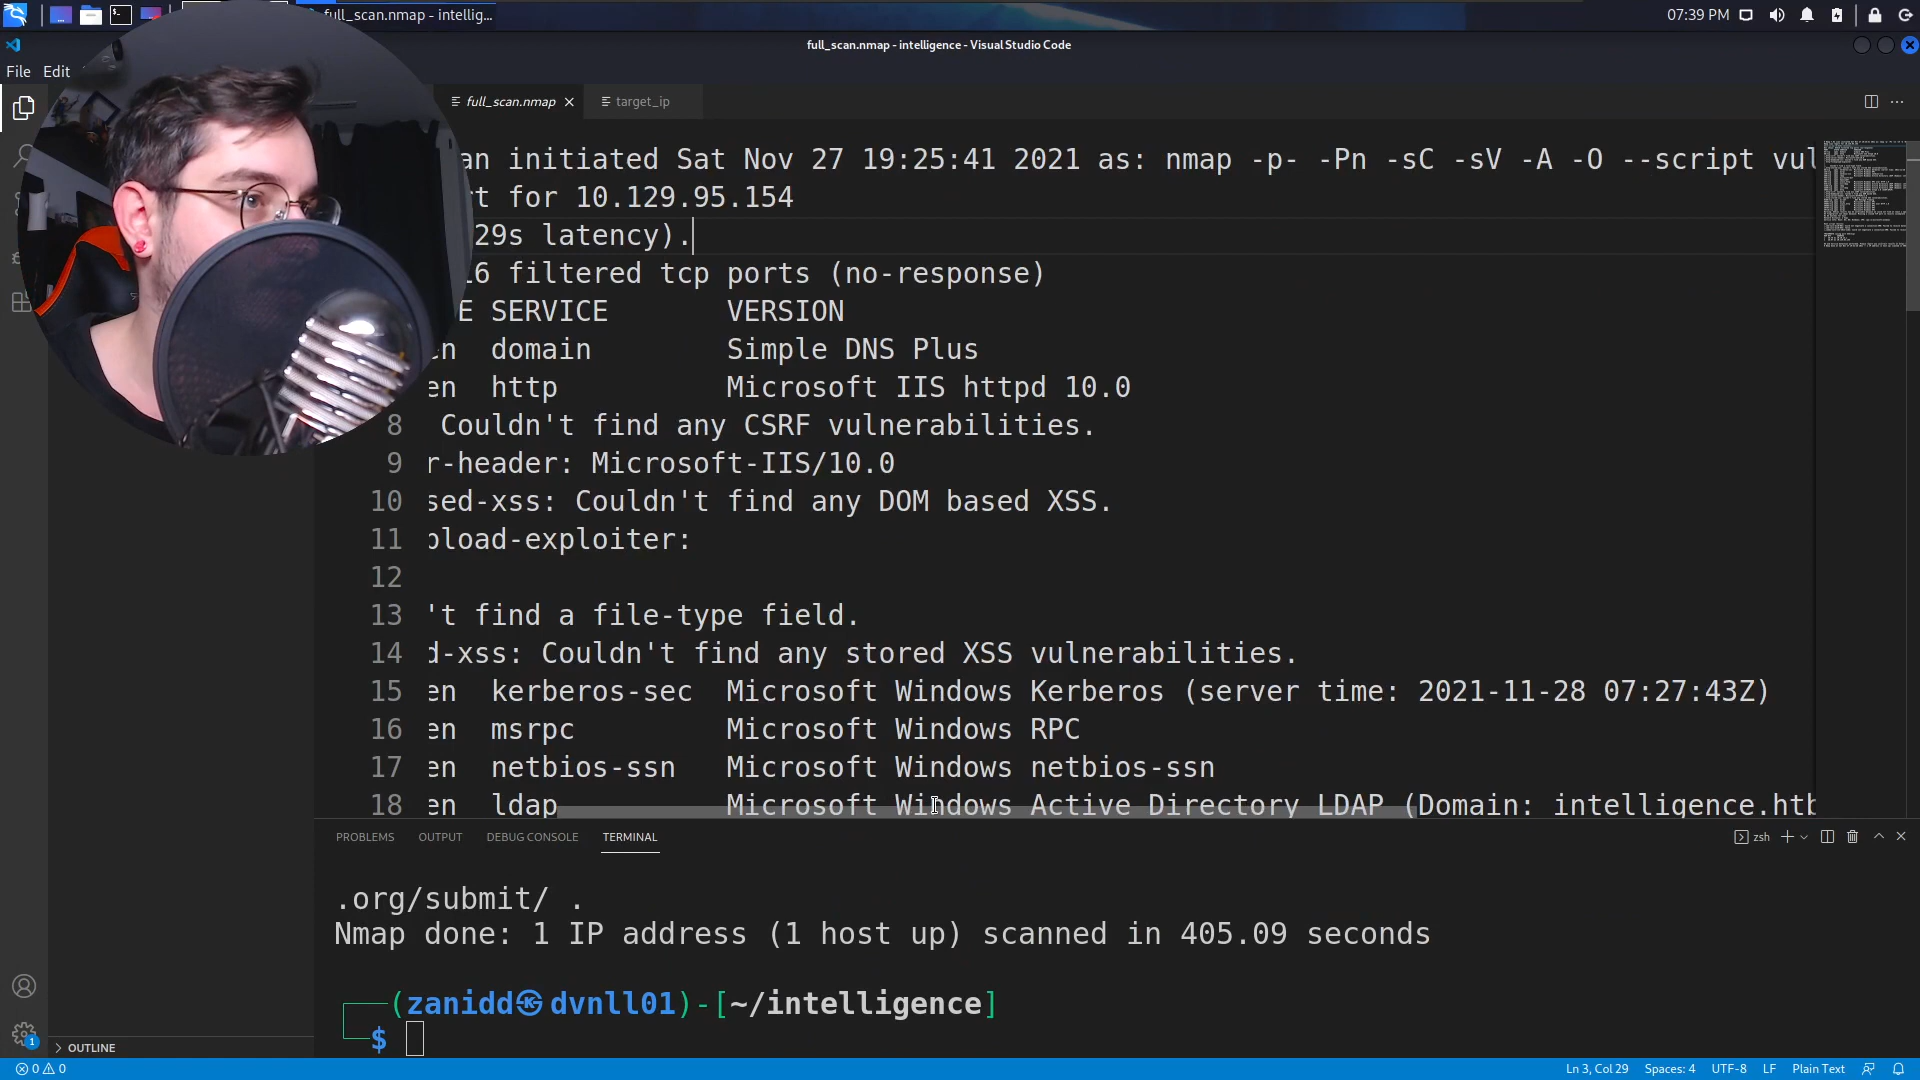 full_scan.nmap - intellig...
07:39 PM
full_scan.nmap - intelligence - Visual Studio Code
File Edit
full_scan.nmap
target_ip
an initiated Sat Nov 27 19:25:41 2021 as: nmap -p- -Pn -sC -sV -A -O --script vul
rt for 10.129.95.154
29s latency).
16 filtered tcp ports (no-response)
E SERVICE VERSION
en domain Simple DNS Plus
en http Microsoft IIS httpd 10.0
8 Couldn't find any CSRF vulnerabilities.
9 r-header: Microsoft-IIS/10.0
10 sed-xss: Couldn't find any DOM based XSS.
11 pload-exploiter:
12
13 't find a file-type field.
14 d-xss: Couldn't find any stored XSS vulnerabilities.
15 en kerberos-sec Microsoft Windows Kerberos (server time: 2021-11-28 07:27:43Z)
16 en msrpc Microsoft Windows RPC
17 en netbios-ssn Microsoft Windows netbios-ssn
18 en ldap Microsoft Windows Active Directory LDAP (Domain: intelligence.htb
PROBLEMS OUTPUT DEBUG CONSOLE TERMINAL
zsh
.org/submit/ .
Nmap done: 1 IP address (1 host up) scanned in 405.09 seconds
(zanidd㉿dvnll01)-[~/intelligence]
$
OUTLINE
1
0 0
Ln 3, Col 29 Spaces: 4 UTF-8 LF Plain Text